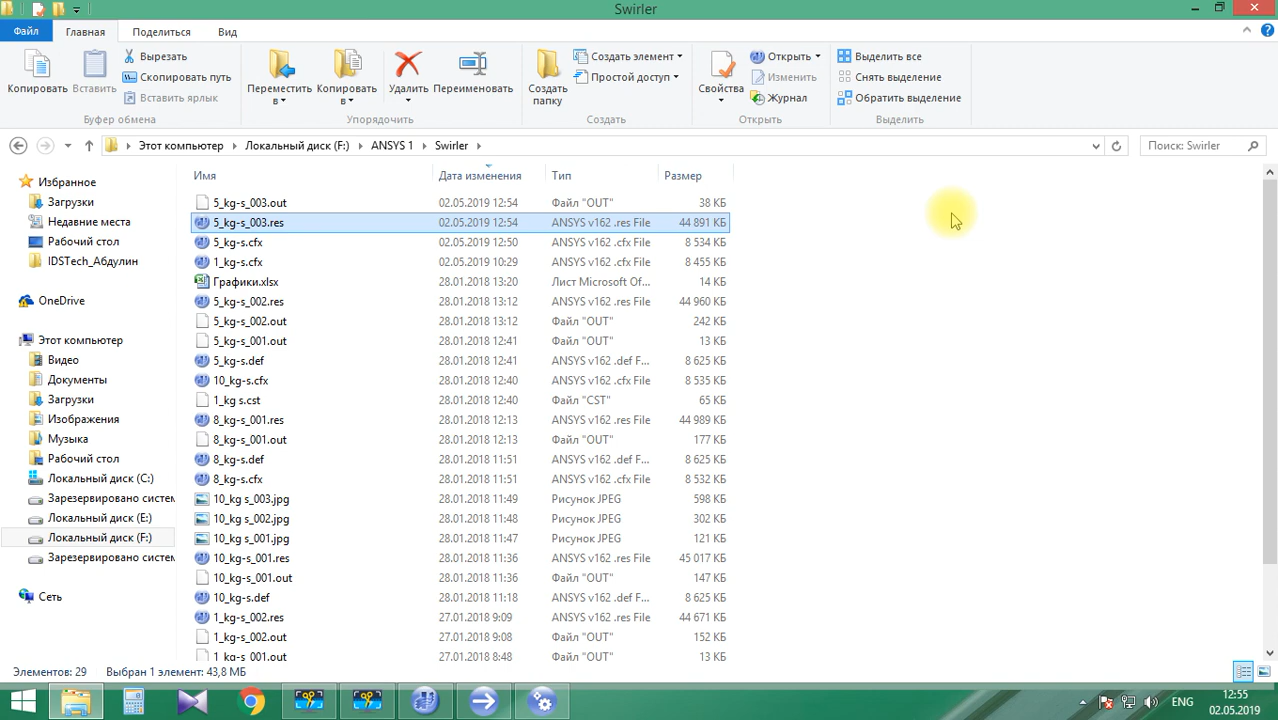 Swirler
Файл Главная Поделиться Вид
Копировать
Вставить
Вырезать
Скопировать путь
Вставить ярлык
Буфер обмена
Переместить в
Копировать в
Удалить
Переименовать
Упорядочить
Создать папку
Создать элемент
Простой доступ
Создать
Свойства
Открыть
Изменить
Журнал
Открыть
Выделить все
Снять выделение
Обратить выделение
Выделить
Этот компьютер Локальный диск (F:) ANSYS 1 Swirler
Поиск: Swirler
Избранное
Загрузки
Недавние места
Рабочий стол
IDSTech_Абдулин
OneDrive
Этот компьютер
Видео
Документы
Загрузки
Изображения
Музыка
Рабочий стол
Локальный диск (C:)
Зарезервировано систем
Локальный диск (E:)
Локальный диск (F:)
Зарезервировано систем
Сеть
Имя Дата изменения Тип Размер
5_kg-s_003.out 02.05.2019 12:54 Файл "OUT" 38 КБ
5_kg-s_003.res 02.05.2019 12:54 ANSYS v162 .res File 44 891 КБ
5_kg-s.cfx 02.05.2019 12:50 ANSYS v162 .cfx File 8 534 КБ
1_kg-s.cfx 02.05.2019 10:29 ANSYS v162 .cfx File 8 455 КБ
Графики.xlsx 28.01.2018 13:20 Лист Microsoft Of... 14 КБ
5_kg-s_002.res 28.01.2018 13:12 ANSYS v162 .res File 44 960 КБ
5_kg-s_002.out 28.01.2018 13:12 Файл "OUT" 242 КБ
5_kg-s_001.out 28.01.2018 12:41 Файл "OUT" 13 КБ
5_kg-s.def 28.01.2018 12:41 ANSYS v162 .def F... 8 625 КБ
10_kg-s.cfx 28.01.2018 12:40 ANSYS v162 .cfx File 8 535 КБ
1_kg s.cst 28.01.2018 12:40 Файл "CST" 65 КБ
8_kg-s_001.res 28.01.2018 12:13 ANSYS v162 .res File 44 989 КБ
8_kg-s_001.out 28.01.2018 12:13 Файл "OUT" 177 КБ
8_kg-s.def 28.01.2018 11:51 ANSYS v162 .def F... 8 625 КБ
8_kg-s.cfx 28.01.2018 11:51 ANSYS v162 .cfx File 8 532 КБ
10_kg s_003.jpg 28.01.2018 11:49 Рисунок JPEG 598 КБ
10_kg s_002.jpg 28.01.2018 11:48 Рисунок JPEG 302 КБ
10_kg s_001.jpg 28.01.2018 11:47 Рисунок JPEG 121 КБ
10_kg-s_001.res 28.01.2018 11:36 ANSYS v162 .res File 45 017 КБ
10_kg-s_001.out 28.01.2018 11:36 Файл "OUT" 147 КБ
10_kg-s.def 28.01.2018 11:18 ANSYS v162 .def F... 8 625 КБ
1_kg-s_002.res 27.01.2018 9:09 ANSYS v162 .res File 44 671 КБ
1_kg-s_002.out 27.01.2018 9:08 Файл "OUT" 152 КБ
1_kg-s_001.out 27.01.2018 8:48 Файл "OUT" 13 КБ
Элементов: 29 Выбран 1 элемент: 43,8 МБ
ENG
12:55
02.05.2019